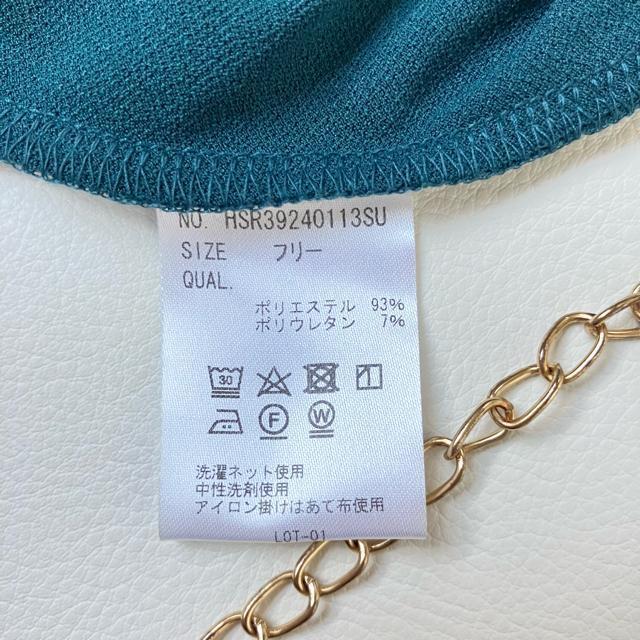 NO. HSR39240113SU
SIZE フリー
QUAL.
ポリエステル 93%
ポリウレタン 7%
30
F W
洗濯ネット使用
中性洗剤使用
アイロン掛けはあて布使用
LOT-01